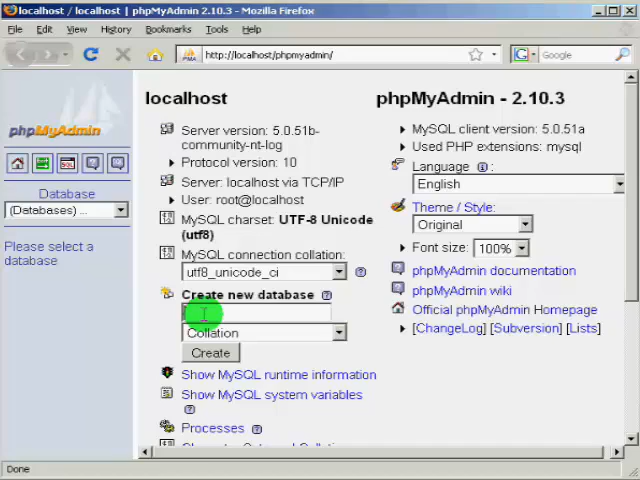 localhost / localhost | phpMyAdmin 2.10.3 - Mozilla Firefox
File Edit View History Bookmarks Tools Help
PMA http://localhost/phpmyadmin/
G Google
phpMyAdmin
Database
(Databases) ...
Please select a
database
localhost
Server version: 5.0.51b-
community-nt-log
Protocol version: 10
Server: localhost via TCP/IP
User: root@localhost
MySQL charset: UTF-8 Unicode
(utf8)
MySQL connection collation:
utf8_unicode_ci
Create new database
Collation
Create
Show MySQL runtime information
Show MySQL system variables
Processes
phpMyAdmin - 2.10.3
MySQL client version: 5.0.51a
Used PHP extensions: mysql
Language
English
Theme / Style:
Original
Font size: 100%
phpMyAdmin documentation
phpMyAdmin wiki
Official phpMyAdmin Homepage
[ChangeLog] [Subversion] [Lists]
Done